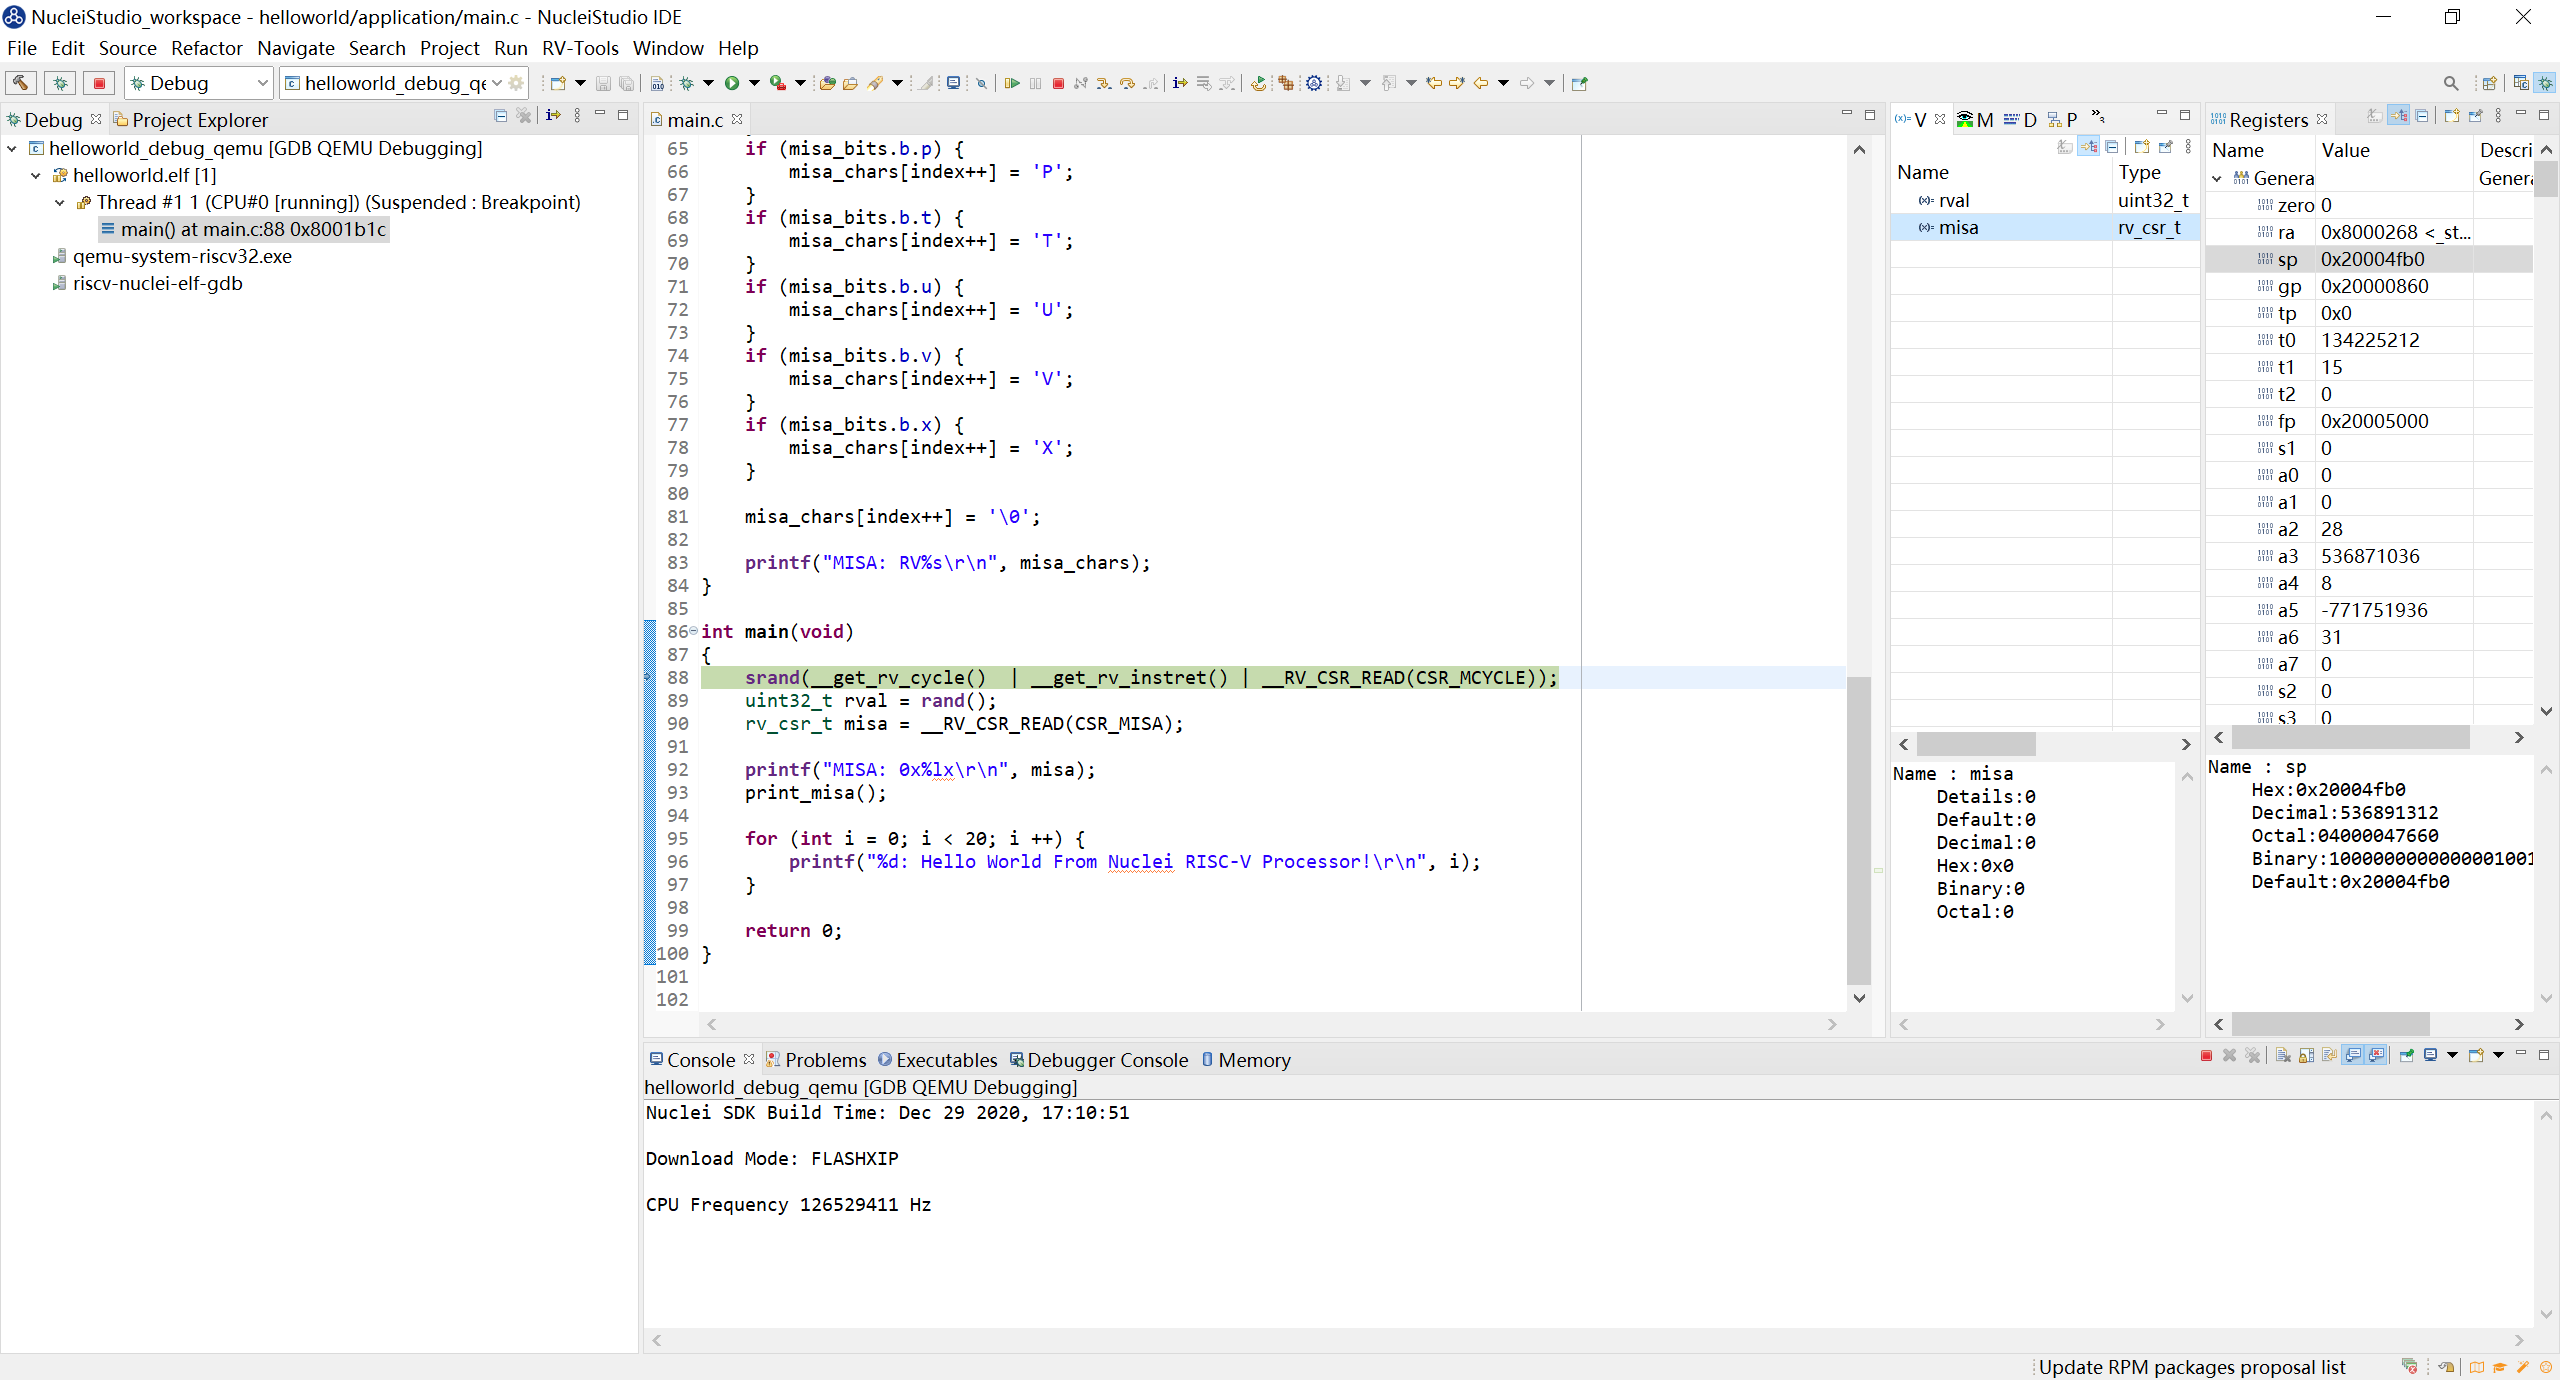 NucleiStudio_workspace - helloworld/application/main.c - NucleiStudio IDE
File Edit Source Refactor Navigate Search Project Run RV-Tools Window Help
Debug helloworld_debug_qe
Debug Project Explorer
helloworld_debug_qemu [GDB QEMU Debugging]
helloworld.elf [1]
Thread #1 1 (CPU#0 [running]) (Suspended : Breakpoint)
main() at main.c:88 0x8001b1c
qemu-system-riscv32.exe
riscv-nuclei-elf-gdb
main.c
65 if (misa_bits.b.p) {
66 misa_chars[index++] = 'P';
67 }
68 if (misa_bits.b.t) {
69 misa_chars[index++] = 'T';
70 }
71 if (misa_bits.b.u) {
72 misa_chars[index++] = 'U';
73 }
74 if (misa_bits.b.v) {
75 misa_chars[index++] = 'V';
76 }
77 if (misa_bits.b.x) {
78 misa_chars[index++] = 'X';
79 }
80
81 misa_chars[index++] = '\0';
82
83 printf("MISA: RV%s\r\n", misa_chars);
84 }
85
86 int main(void)
87 {
88 srand(__get_rv_cycle() | __get_rv_instret() | __RV_CSR_READ(CSR_MCYCLE));
89 uint32_t rval = rand();
90 rv_csr_t misa = __RV_CSR_READ(CSR_MISA);
91
92 printf("MISA: 0x%lx\r\n", misa);
93 print_misa();
94
95 for (int i = 0; i < 20; i ++) {
96 printf("%d: Hello World From Nuclei RISC-V Processor!\r\n", i);
97 }
98
99 return 0;
100 }
101
102
V M D P 3
Name Type
rval uint32_t
misa rv_csr_t
Name : misa
Details:0
Default:0
Decimal:0
Hex:0x0
Binary:0
Octal:0
Registers
Name Value Descri
Genera Genera
zero 0
ra 0x8000268 <_st...
sp 0x20004fb0
gp 0x20000860
tp 0x0
t0 134225212
t1 15
t2 0
fp 0x20005000
s1 0
a0 0
a1 0
a2 28
a3 536871036
a4 8
a5 -771751936
a6 31
a7 0
s2 0
s3 0
Name : sp
Hex:0x20004fb0
Decimal:536891312
Octal:04000047660
Binary:1000000000000001001
Default:0x20004fb0
Console Problems Executables Debugger Console Memory
helloworld_debug_qemu [GDB QEMU Debugging]
Nuclei SDK Build Time: Dec 29 2020, 17:10:51
Download Mode: FLASHXIP
CPU Frequency 126529411 Hz
Update RPM packages proposal list